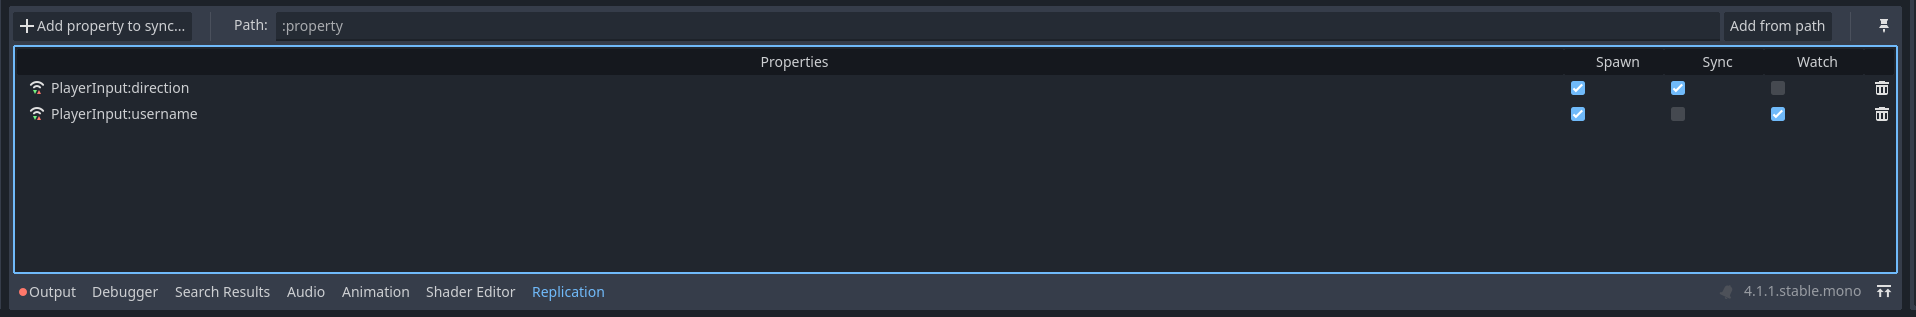 Add property to sync... Path: :property Add from path
Properties Spawn Sync Watch
PlayerInput:direction
PlayerInput:username
Output Debugger Search Results Audio Animation Shader Editor Replication 4.1.1.stable.mono